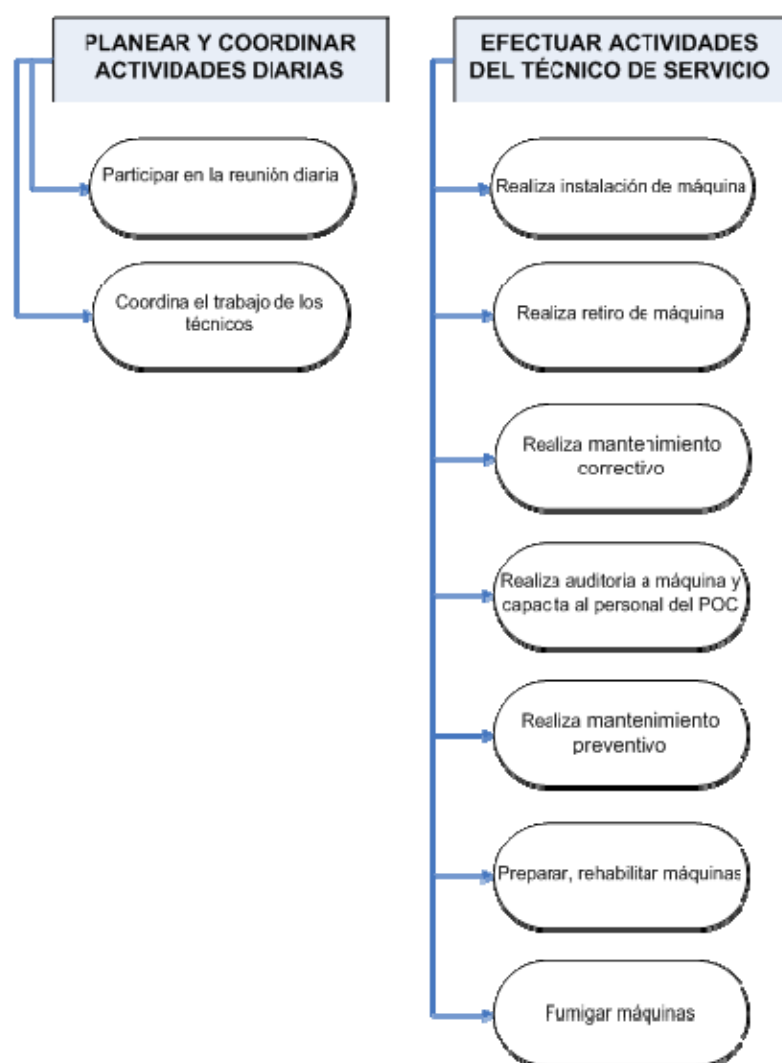 PLANEAR Y COORDINAR
ACTIVIDADES DIARIAS
Participar en la reunión diaria
Coordina el trabajo de los
técnicos
EFECTUAR ACTIVIDADES
DEL TÉCNICO DE SERVICIO
Realiza instalación de máquina
Realiza retiro de máquina
Realiza mantenimiento
correctivo
Realiza auditoria a máquina y
capacita al personal del POC
Realiza mantenimiento
preventivo
Preparar, rehabilitar máquinas
Fumigar máquinas